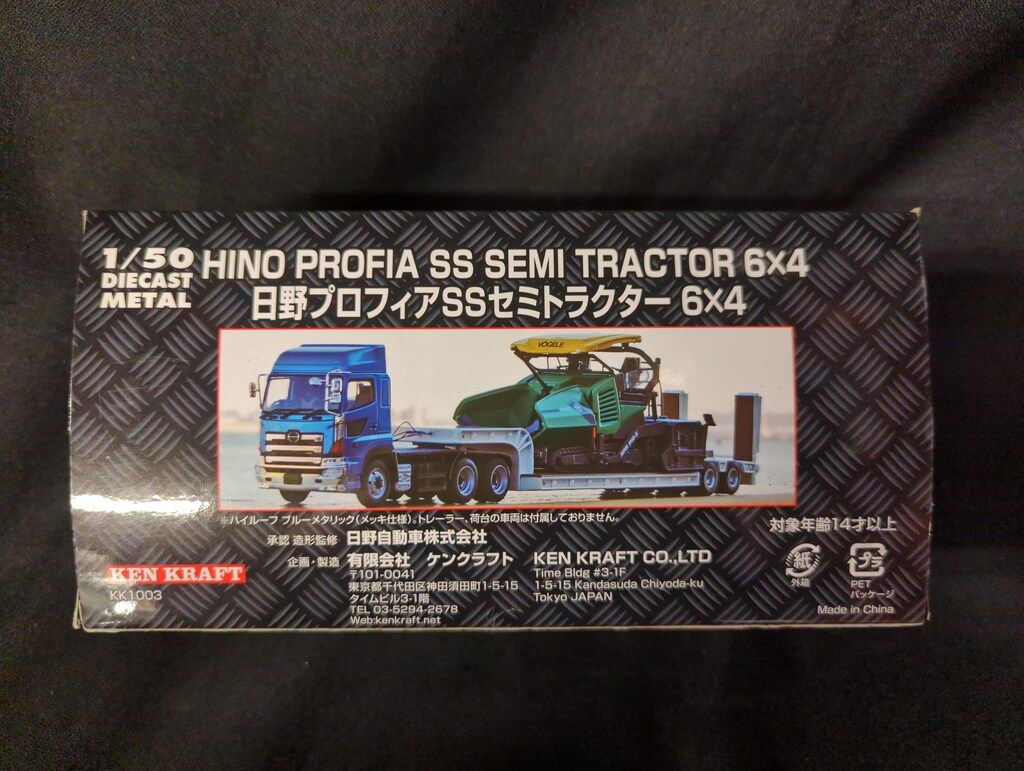 1/50
DIECAST
METAL
HINO PROFIA SS SEMI TRACTOR 6×4
日野プロフィアSSセミトラクター 6×4
VÖGELE
※ハイルーフ ブルーメタリック(メッキ仕様)。トレーラー、荷台の車両は付属しておりません。
承認 造形監修 日野自動車株式会社
企画・製造 有限会社 ケンクラフト
〒101-0041
東京都千代田区神田須田町1-5-15
タイムビル3-1階
TEL 03-5294-2678
Web:kenkraft.net
KEN KRAFT CO.,LTD
Time Bldg #3-1F
1-5-15 Kandasuda Chiyoda-ku
Tokyo JAPAN
KEN KRAFT
KK1003
対象年齢14才以上
紙
外箱
プラ
PET
パッケージ
Made in China